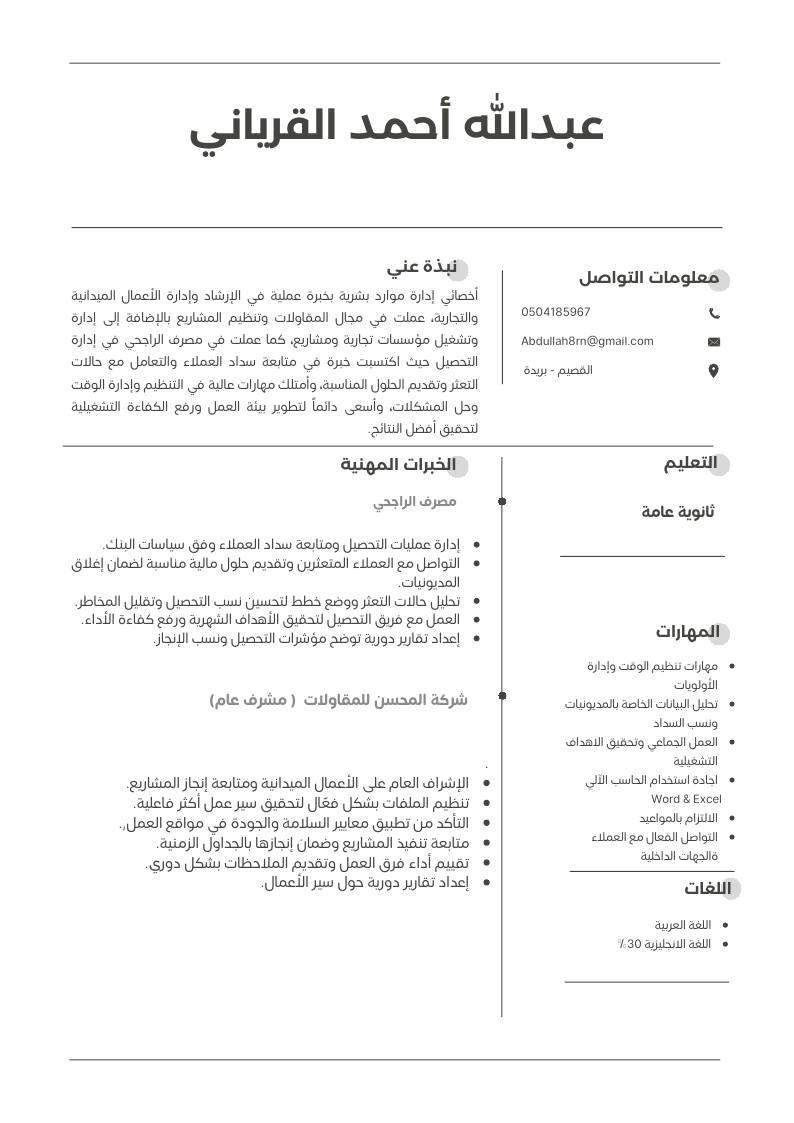 عبدالله أحمد القرياني
معلومات التواصل
0504185967
Abdullah8rn@gmail.com
القصيم - بريدة
نبذة عني
أخصائي إدارة موارد بشرية بخبرة عملية في الإرشاد وإدارة الأعمال الميدانية
والتجارية، عملت في مجال المقاولات وتنظيم المشاريع بالإضافة إلى إدارة
وتشغيل مؤسسات تجارية ومشاريع، كما عملت في مصرف الراجحي في إدارة
التحصيل حيث اكتسبت خبرة في متابعة سداد العملاء والتعامل مع حالات
التعثر وتقديم الحلول المناسبة، وأمتلك مهارات عالية في التنظيم وإدارة الوقت
وحل المشكلات، وأسعى دائماً لتطوير بيئة العمل ورفع الكفاءة التشغيلية
لتحقيق أفضل النتائج.
التعليم
ثانوية عامة
المهارات
• مهارات تنظيم الوقت وإدارة
الأولويات
• تحليل البيانات الخاصة بالمديونيات
ونسب السداد
• العمل الجماعي وتحقيق الاهداف
التشغيلية
• اجادة استخدام الحاسب الآلي
Word & Excel
• الالتزام بالمواعيد
• التواصل الفعال مع العملاء
ةالجهات الداخلية
اللغات
• اللغة العربية
• اللغة الانجليزية 30%
الخبرات المهنية
مصرف الراجحي
• إدارة عمليات التحصيل ومتابعة سداد العملاء وفق سياسات البنك.
• التواصل مع العملاء المتعثرين وتقديم حلول مالية مناسبة لضمان إغلاق
المديونيات.
• تحليل حالات التعثر ووضع خطط لتحسين نسب التحصيل وتقليل المخاطر.
• العمل مع فريق التحصيل لتحقيق الأهداف الشهرية ورفع كفاءة الأداء.
• إعداد تقارير دورية توضح مؤشرات التحصيل ونسب الإنجاز.
شركة المحسن للمقاولات ( مشرف عام)
.
• الإشراف العام على الأعمال الميدانية ومتابعة إنجاز المشاريع.
• تنظيم الملفات بشكل فعّال لتحقيق سير عمل أكثر فاعلية.
• التأكد من تطبيق معايير السلامة والجودة في مواقع العمل,.
• متابعة تنفيذ المشاريع وضمان إنجازها بالجداول الزمنية.
• تقييم أداء فرق العمل وتقديم الملاحظات بشكل دوري.
• إعداد تقارير دورية حول سير الأعمال.